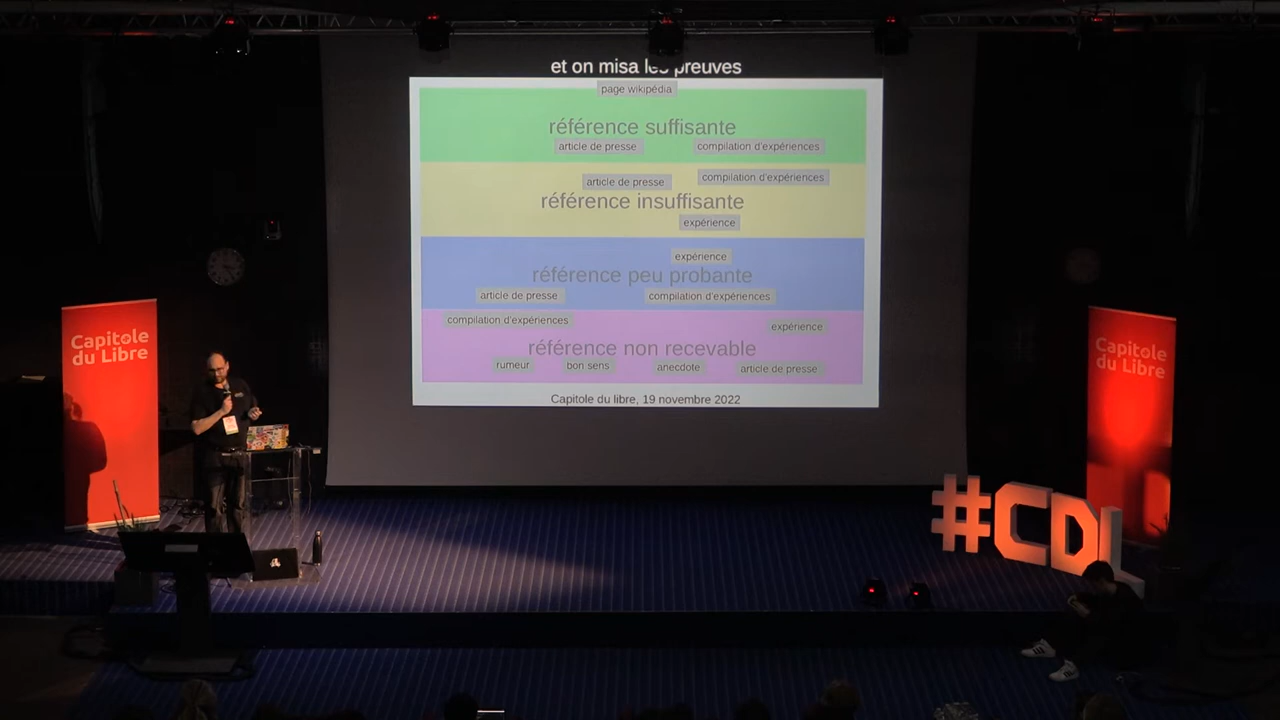 et on misa les preuves
page wikipédia
référence suffisante
article de presse
compilation d'expériences
article de presse
compilation d'expériences
référence insuffisante
expérience
expérience
référence peu probante
article de presse
compilation d'expériences
compilation d'expériences
expérience
référence non recevable
rumeur
bon sens
anecdote
article de presse
Capitole du libre, 19 novembre 2022
Capitole
du Libre
Capitole
du Libre
#CDL